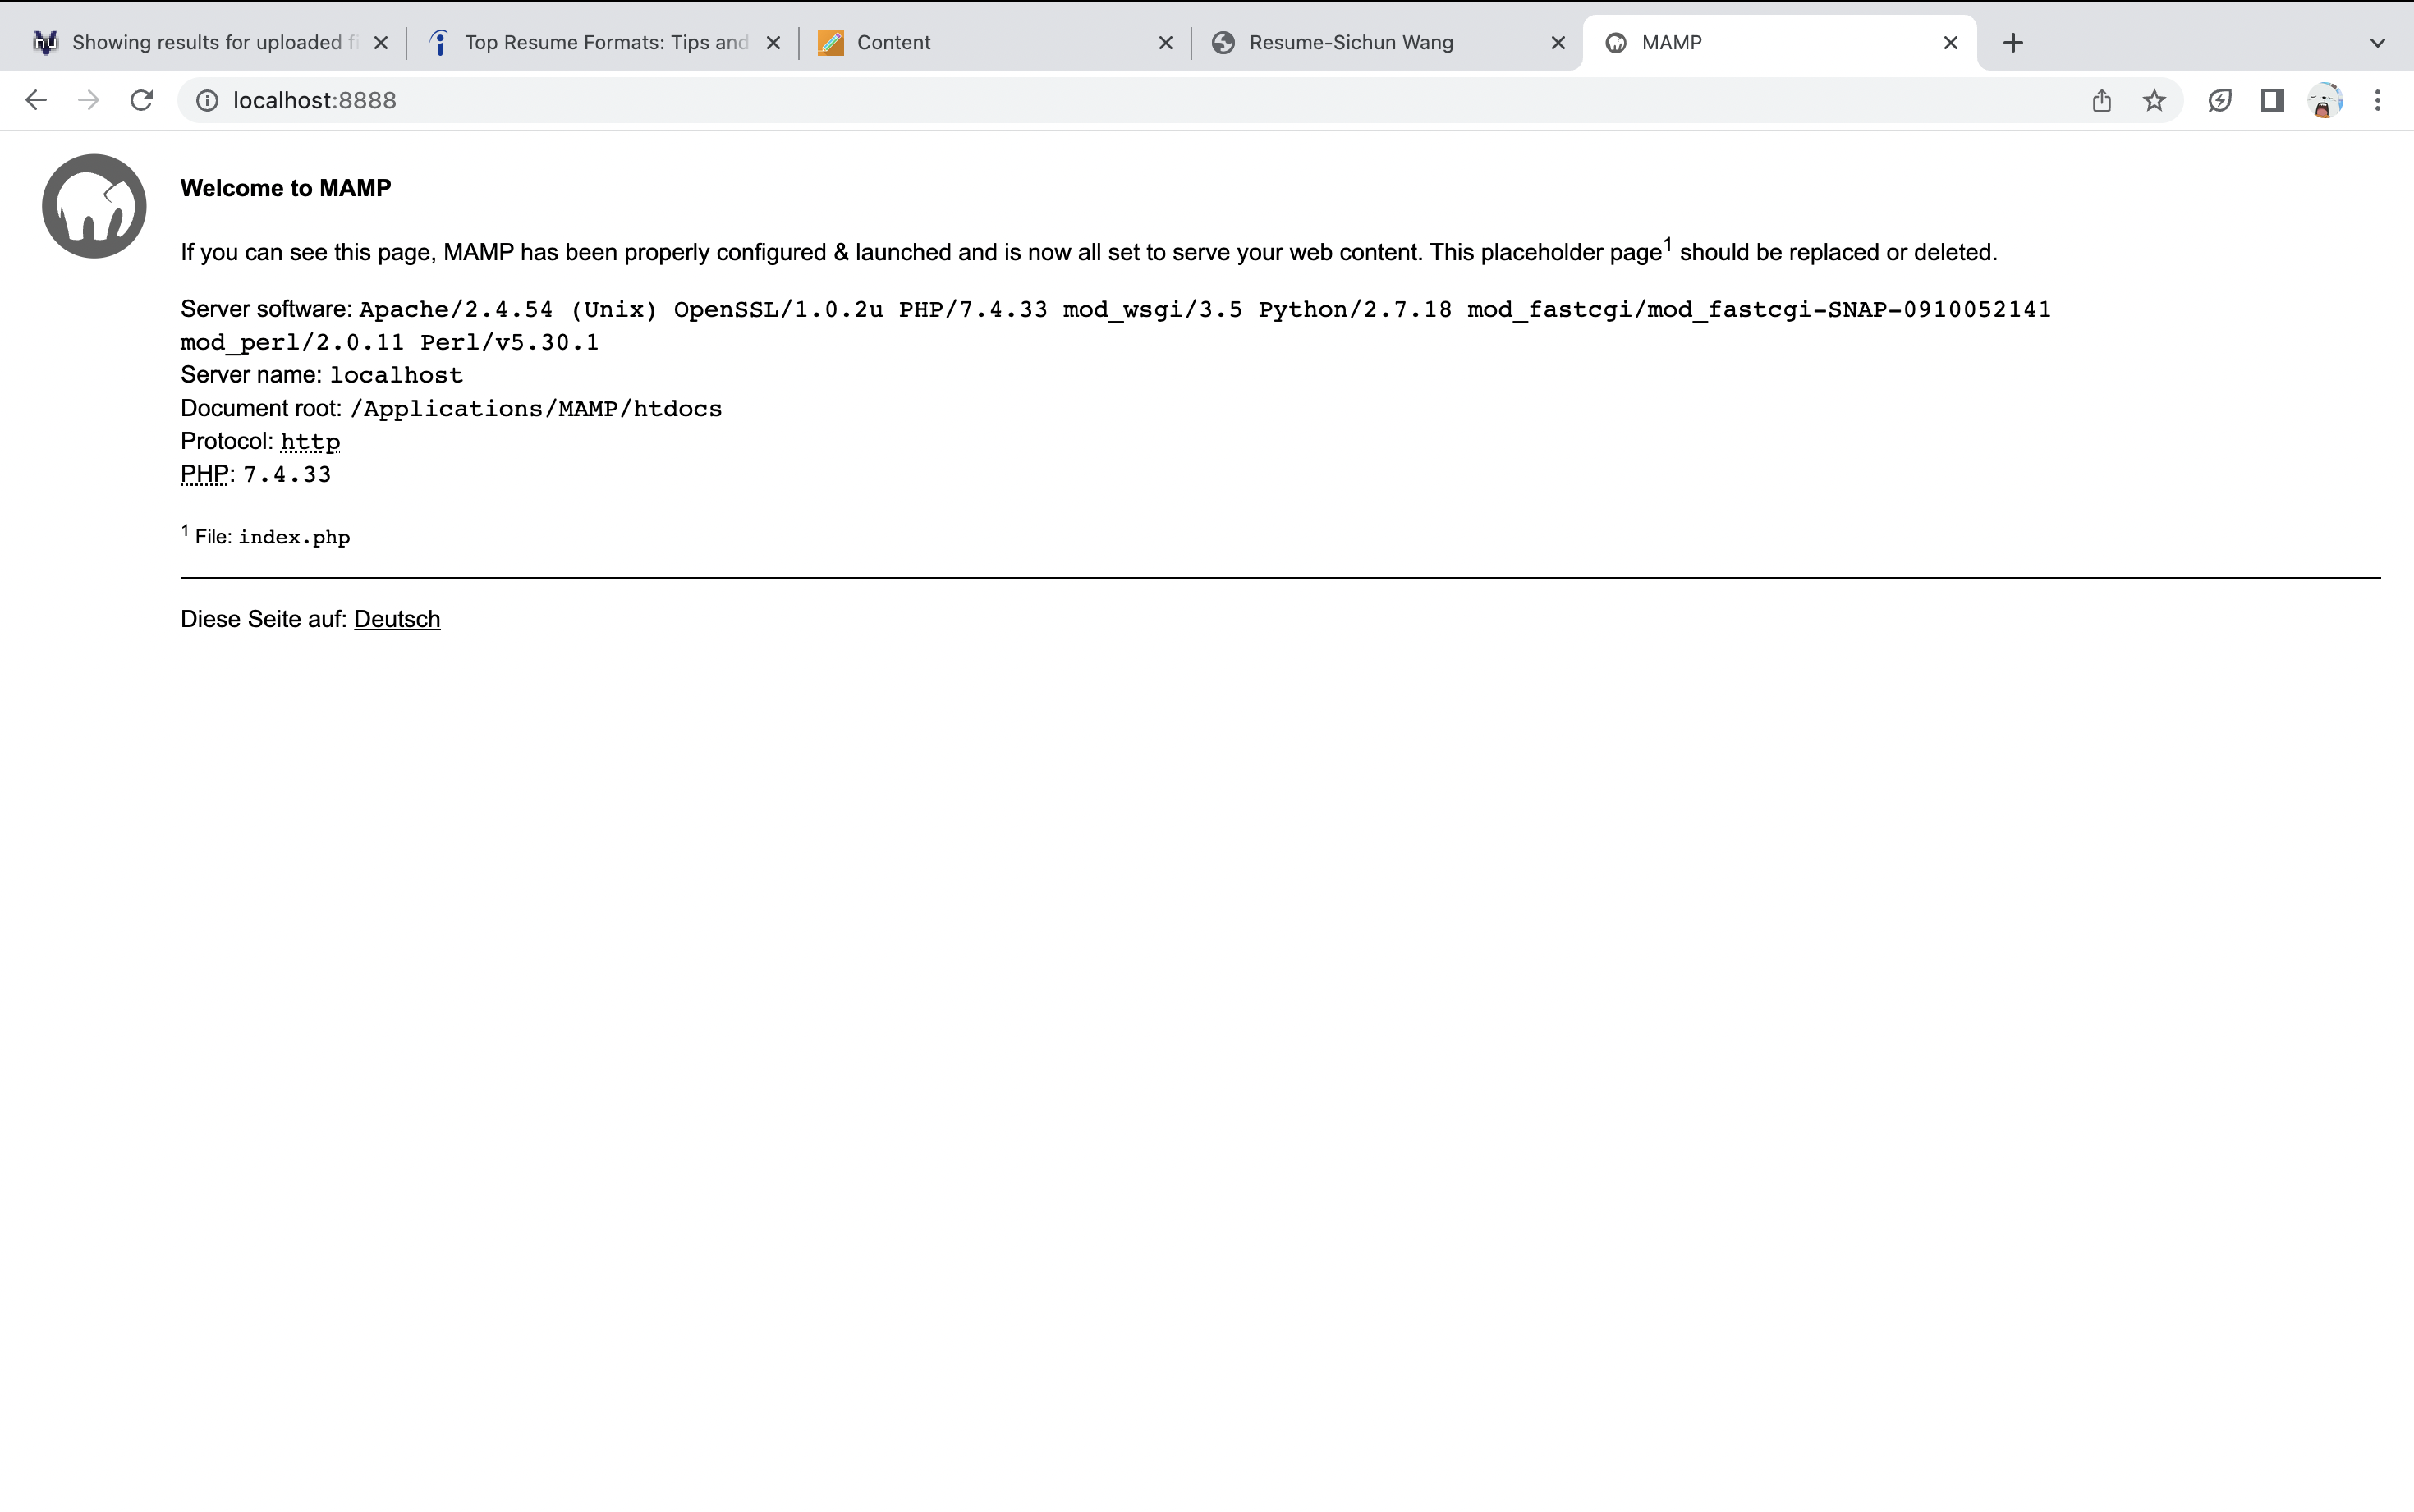 Showing results for uploaded fi
Top Resume Formats: Tips and
Content
Resume-Sichun Wang
MAMP
localhost:8888
Welcome to MAMP
If you can see this page, MAMP has been properly configured & launched and is now all set to serve your web content. This placeholder page1 should be replaced or deleted.
Server software: Apache/2.4.54 (Unix) OpenSSL/1.0.2u PHP/7.4.33 mod_wsgi/3.5 Python/2.7.18 mod_fastcgi/mod_fastcgi-SNAP-0910052141
mod_perl/2.0.11 Perl/v5.30.1
Server name: localhost
Document root: /Applications/MAMP/htdocs
Protocol: http
PHP: 7.4.33
1 File: index.php
Diese Seite auf: Deutsch